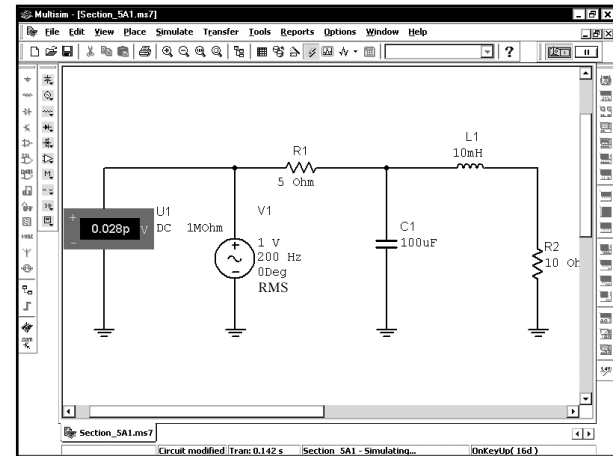 Multisim - [Section_5A1.ms7]
File Edit View Place Simulate Transfer Tools Reports Options Window Help
?
R1
5 Ohm
L1
10mH
U1
0.028p V DC 1MOhm
V1
1 V
200 Hz
0Deg
RMS
C1
100uF
R2
10 Oh
Section_5A1.ms7
Circuit modified Tran: 0.142 s Section_5A1 - Simulating... OnKeyUp( 16d )